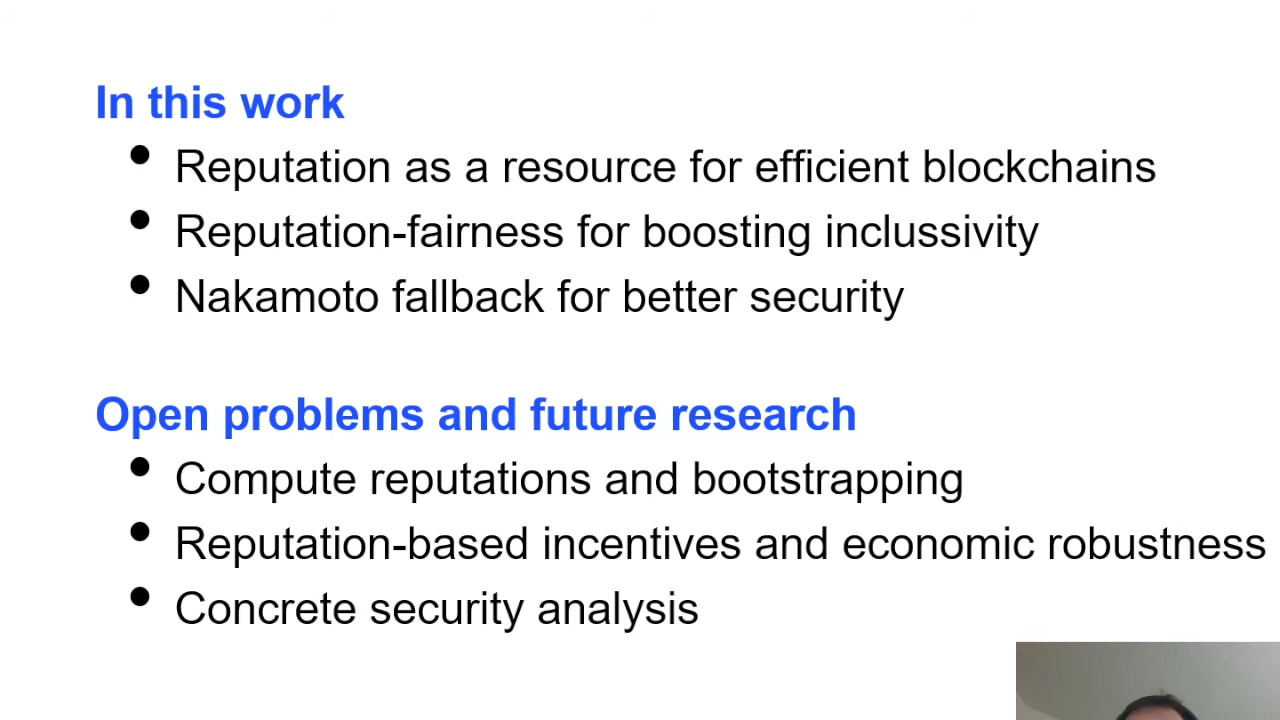 In this work
• Reputation as a resource for efficient blockchains
• Reputation-fairness for boosting inclussivity
• Nakamoto fallback for better security
Open problems and future research
• Compute reputations and bootstrapping
• Reputation-based incentives and economic robustness
• Concrete security analysis